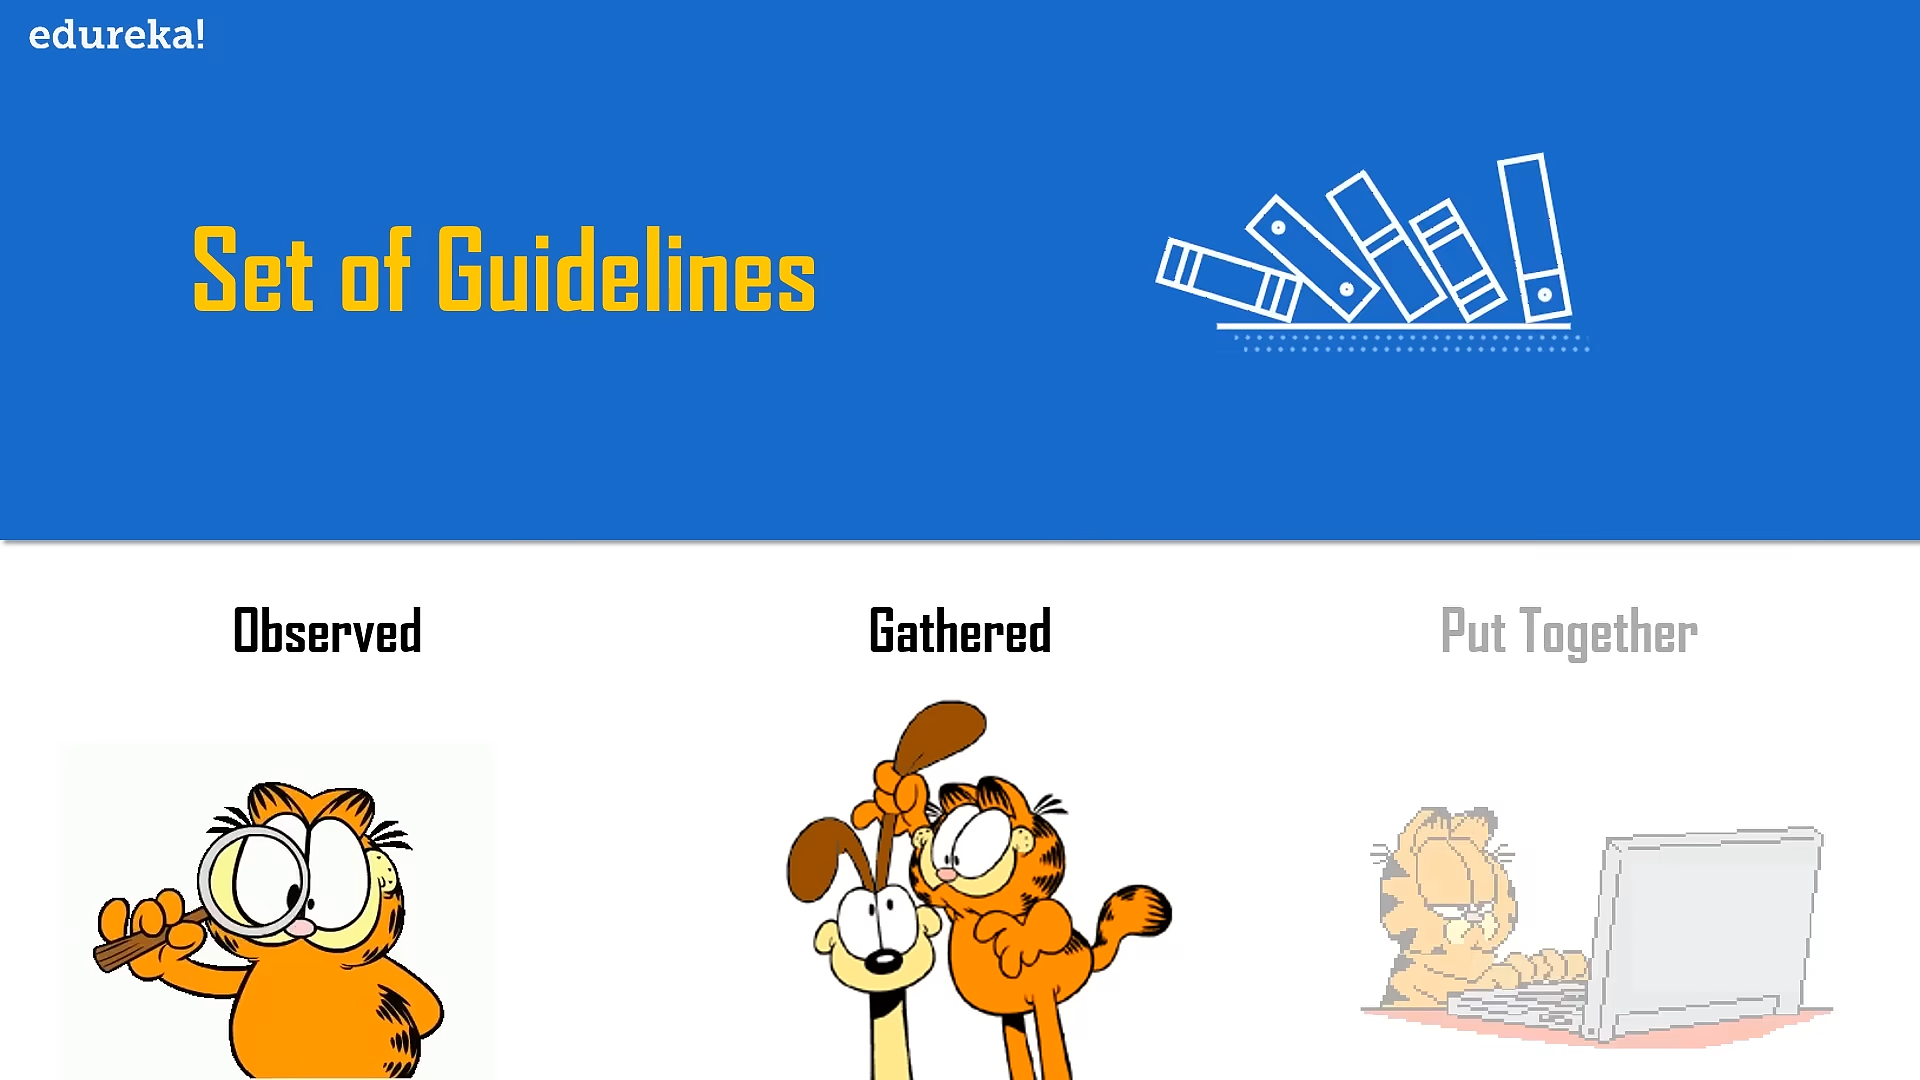 edureka!
Set of Guidelines
Observed
Gathered
Put Together